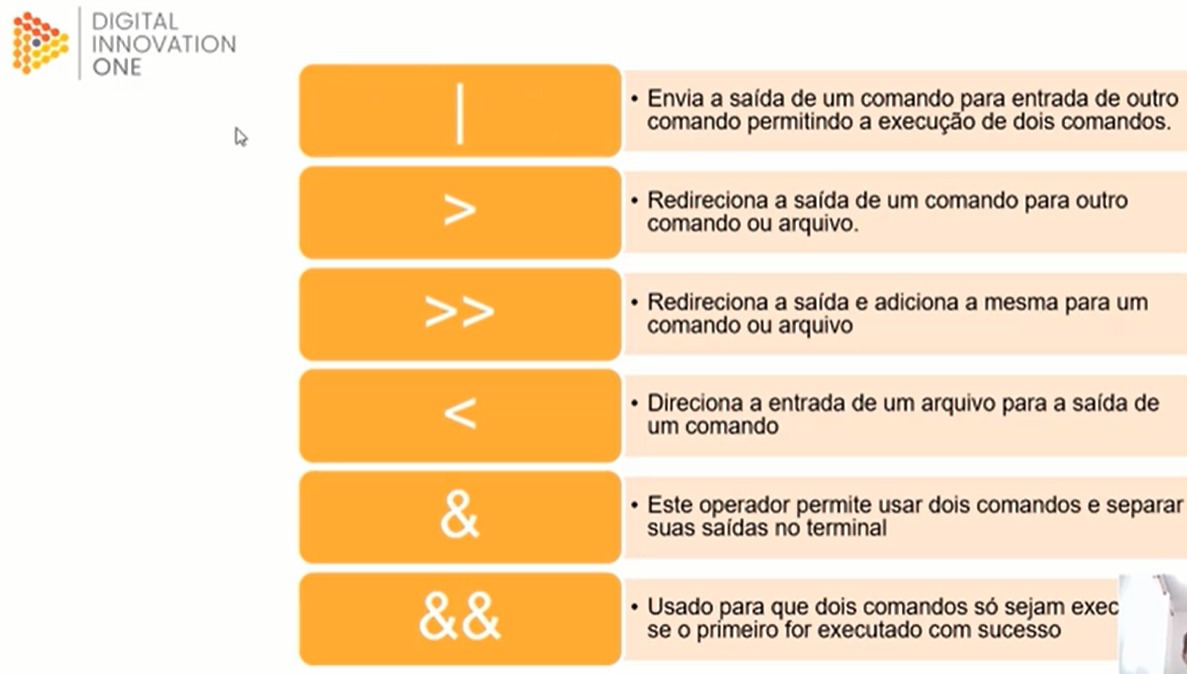 DIGITAL
INNOVATION
ONE
|
• Envia a saída de um comando para entrada de outro
comando permitindo a execução de dois comandos.
>
• Redireciona a saída de um comando para outro
comando ou arquivo.
>>
• Redireciona a saída e adiciona a mesma para um
comando ou arquivo
<
• Direciona a entrada de um arquivo para a saída de
um comando
&
• Este operador permite usar dois comandos e separar
suas saídas no terminal
&&
• Usado para que dois comandos só sejam
se o primeiro for executado com sucesso